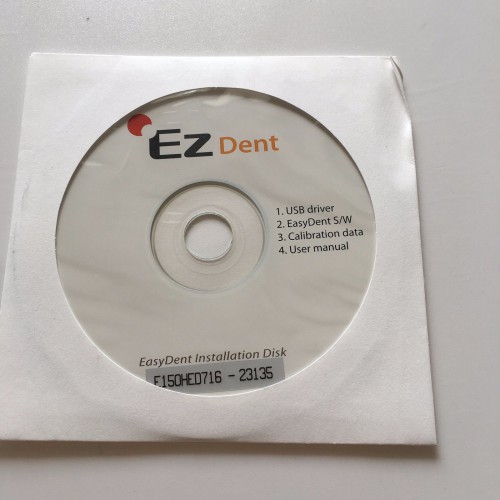 Ez Dent
1. USB driver
2. EasyDent S/W
3. Calibration data
4. User manual
EasyDent Installation Disk
E150HED716 - 23135